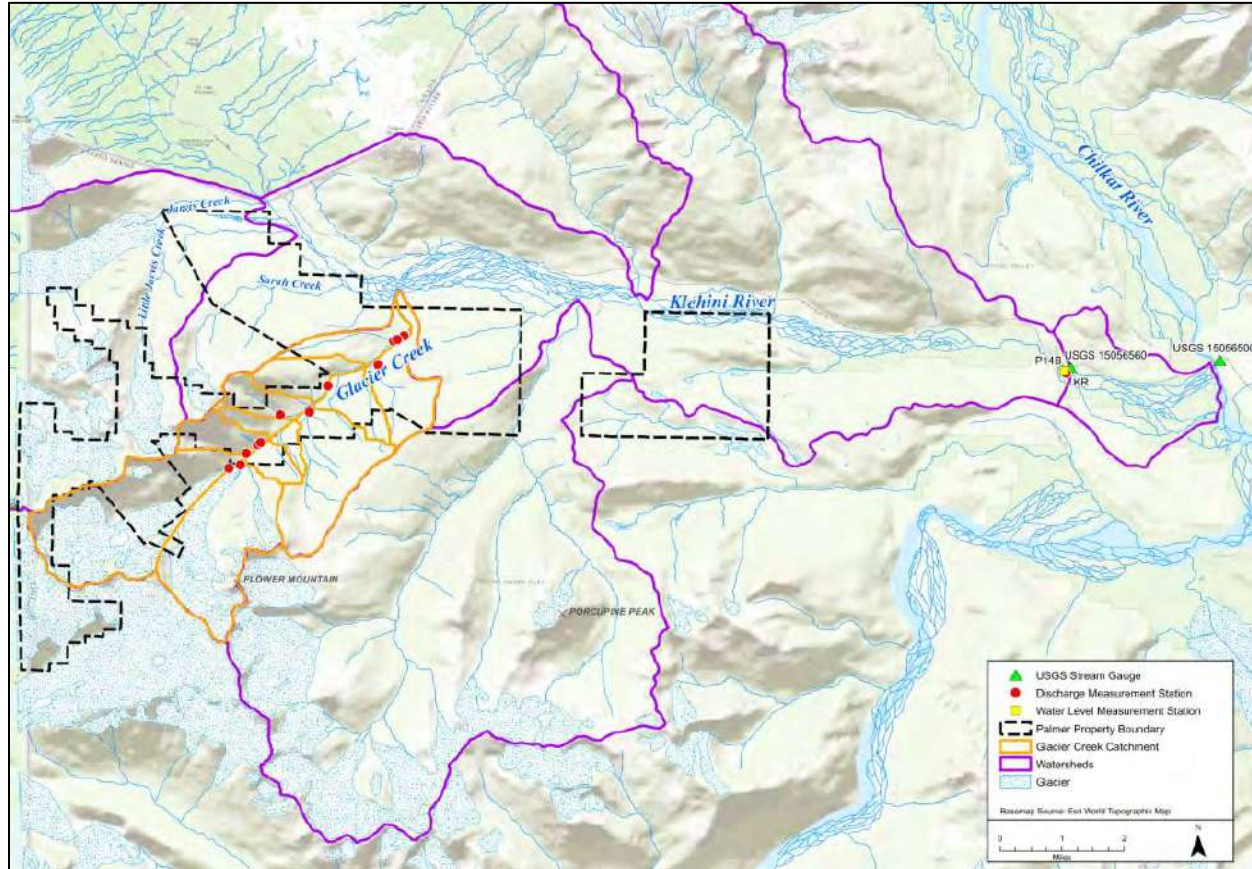 Chilkat River
Jarvis Creek
Little Jarvis Creek
Sarah Creek
Klehini River
Glacier Creek
USGS 15056500
P14B
USGS 15056560
KR
FLOWER MOUNTAIN
PORCUPINE PEAK
USGS Stream Gauge
Discharge Measurement Station
Water Level Measurement Station
Palmer Property Boundary
Glacier Creek Catchment
Watersheds
Glacier
Basemap Source: Esri World Topographic Map
0 1 2
Miles
N